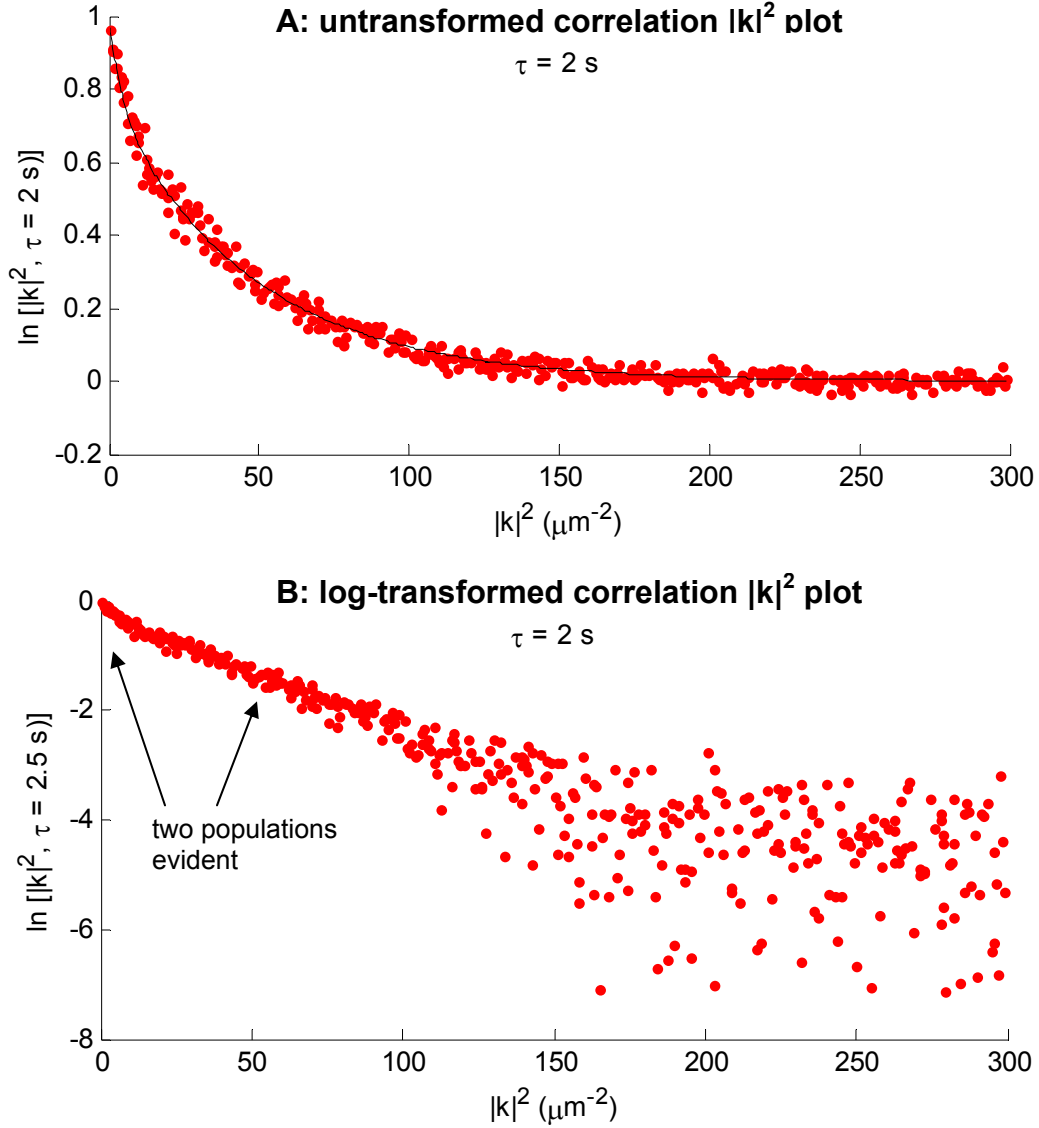 A: untransformed correlation |k|² plot
τ = 2 s
1
0.8
0.6
0.4
0.2
0
-0.2
ln [|k|², τ = 2 s)]
0 50 100 150 200 250 300
|k|² (μm⁻²)
B: log-transformed correlation |k|² plot
τ = 2 s
0
-2
-4
-6
-8
ln [|k|², τ = 2.5 s)]
two populations
evident
0 50 100 150 200 250 300
|k|² (μm⁻²)